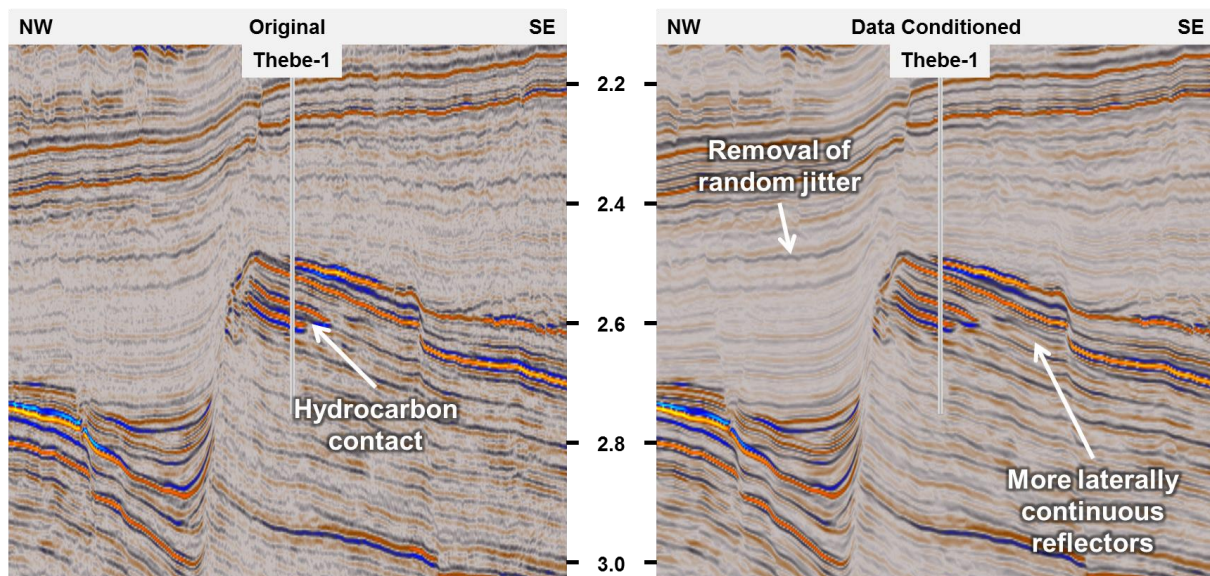 NW Original SE
Thebe-1
Hydrocarbon
contact
2.2
2.4
2.6
2.8
3.0
NW Data Conditioned SE
Thebe-1
Removal of
random jitter
More laterally
continuous
reflectors